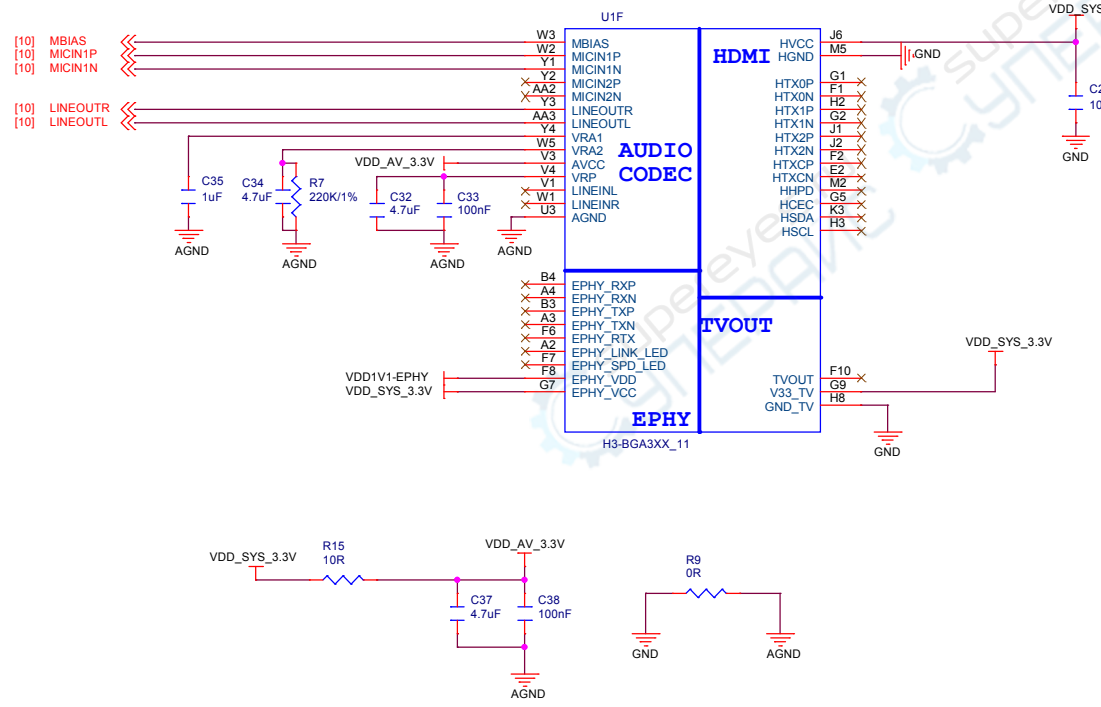 U1F
VDD_SYS
[10] MBIAS
[10] MICIN1P
[10] MICIN1N
[10] LINEOUTR
[10] LINEOUTL
W3 MBIAS
W2 MICIN1P
Y1 MICIN1N
Y2 MICIN2P
AA2 MICIN2N
Y3 LINEOUTR
AA3 LINEOUTL
Y4 VRA1
W5 VRA2
V3 AVCC
V4 VRP
V1 LINEINL
W1 LINEINR
U3 AGND
AUDIO
CODEC
HDMI
HVCC J6
HGND M5
GND
HTX0P G1
HTX0N F1
HTX1P H2
HTX1N G2
HTX2P J1
HTX2N J2
HTXCP F2
HTXCN E2
HHPD M2
HCEC G5
HSDA K3
HSCL H3
C2
10
GND
VDD_AV_3.3V
C35
1uF
C34
4.7uF
R7
220K/1%
C32
4.7uF
C33
100nF
AGND
AGND
AGND
AGND
B4 EPHY_RXP
A4 EPHY_RXN
B3 EPHY_TXP
A3 EPHY_TXN
F6 EPHY_RTX
A2 EPHY_LINK_LED
F7 EPHY_SPD_LED
F8 EPHY_VDD
G7 EPHY_VCC
VDD1V1-EPHY
VDD_SYS_3.3V
EPHY
TVOUT
TVOUT F10
V33_TV G9
GND_TV H8
VDD_SYS_3.3V
GND
H3-BGA3XX_11
VDD_SYS_3.3V
R15
10R
VDD_AV_3.3V
C37
4.7uF
C38
100nF
AGND
R9
0R
GND
AGND
supereyes
СУПЕРАЙС